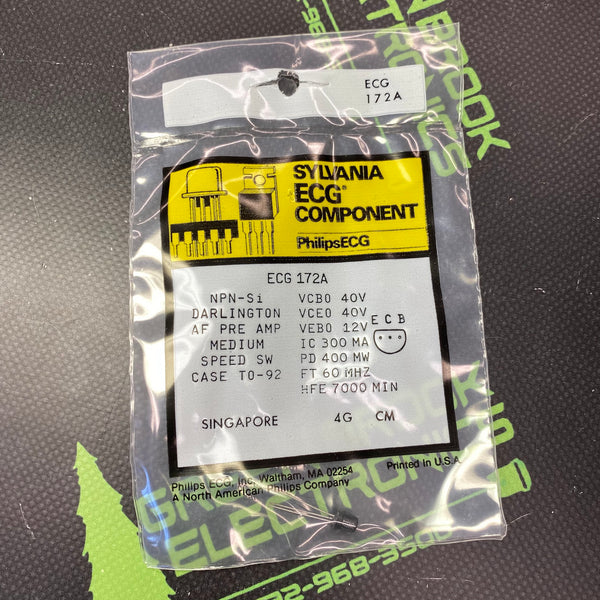 ECG
172A
SYLVANIA
ECG®
COMPONENT
PhilipsECG
ECG 172A
NPN-Si VCBO 40V
DARLINGTON VCEO 40V
AF PRE AMP VEBO 12V
E C B
MEDIUM IC 300 MA
SPEED SW PD 400 MW
CASE TO-92 FT 60 MHZ
HFE 7000 MIN
SINGAPORE 4G CM
Philips ECG, Inc. Waltham, MA 02254
A North American Philips Company
Printed in U.S.A.
BROOK
ELECTRONICS